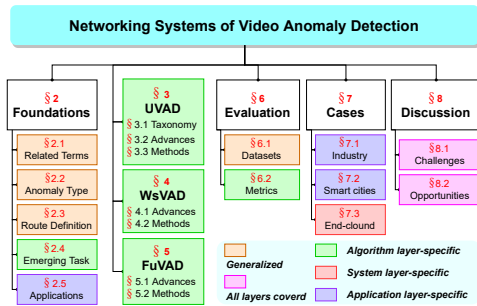 Networking Systems of Video Anomaly Detection
§ 2
Foundations
§ 2.1
Related Terms
§ 2.2
Anomaly Type
§ 2.3
Route Definition
§ 2.4
Emerging Task
§ 2.5
Applications
§ 3
UVAD
§ 3.1 Taxonomy
§ 3.2 Advances
§ 3.3 Methods
§ 4
WsVAD
§ 4.1 Advances
§ 4.2 Methods
§ 5
FuVAD
§ 5.1 Advances
§ 5.2 Methods
§ 6
Evaluation
§ 6.1
Datasets
§ 6.2
Metrics
§ 7
Cases
§ 7.1
Industry
§ 7.2
Smart cities
§ 7.3
End-clound
§ 8
Discussion
§ 8.1
Challenges
§ 8.2
Opportunities
Generalized
All layers coverd
Algorithm layer-specific
System layer-specific
Application layer-specific